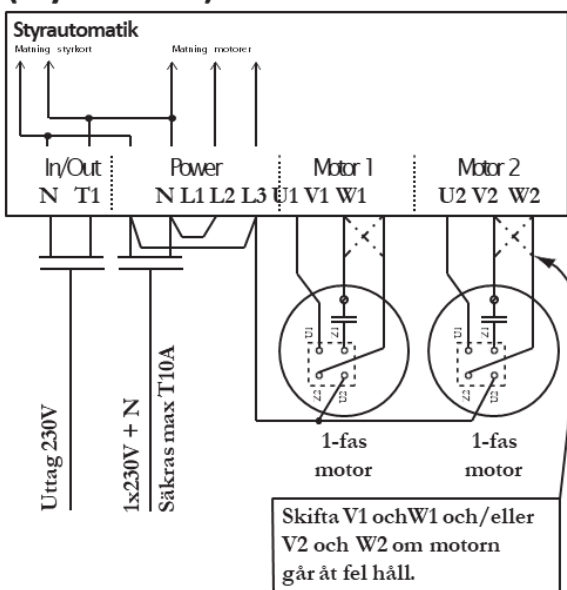 Styrautomatik
Matning styrkort Matning motorer
In/Out Power Motor 1 Motor 2
N T1 N L1 L2 L3 U1 V1 W1 U2 V2 W2
Uttag 230V
1x230V + N
Säkras max T10A
1-fas
motor
1-fas
motor
Skifta V1 ochW1 och/eller
V2 och W2 om motorn
går åt fel håll.